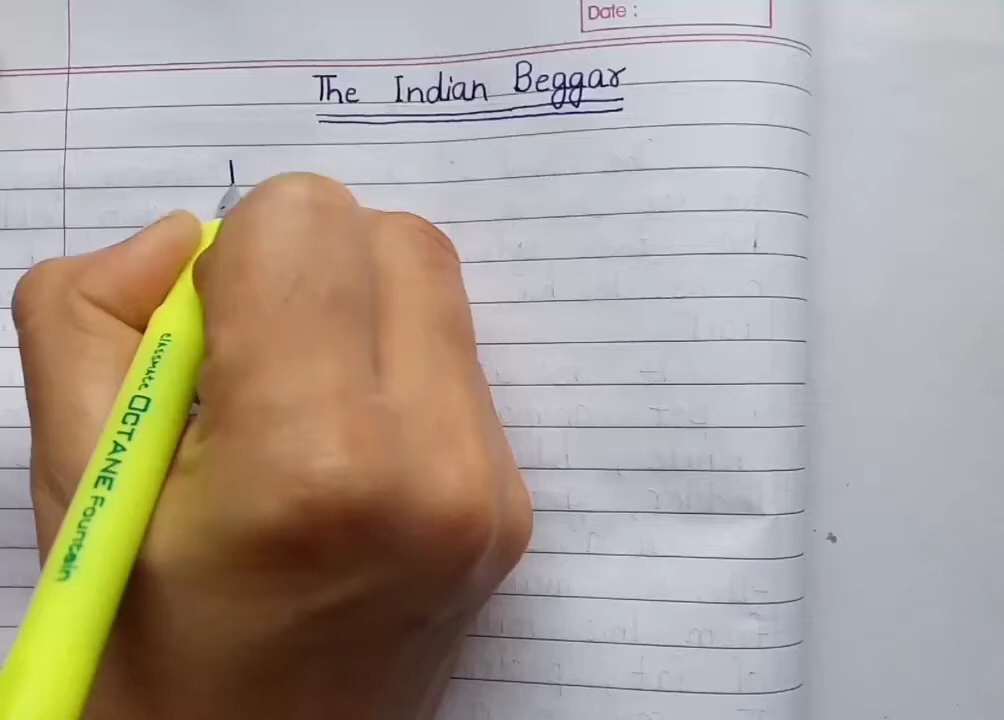 Date :
The Indian Beggar
classmate OCTANE Fountain